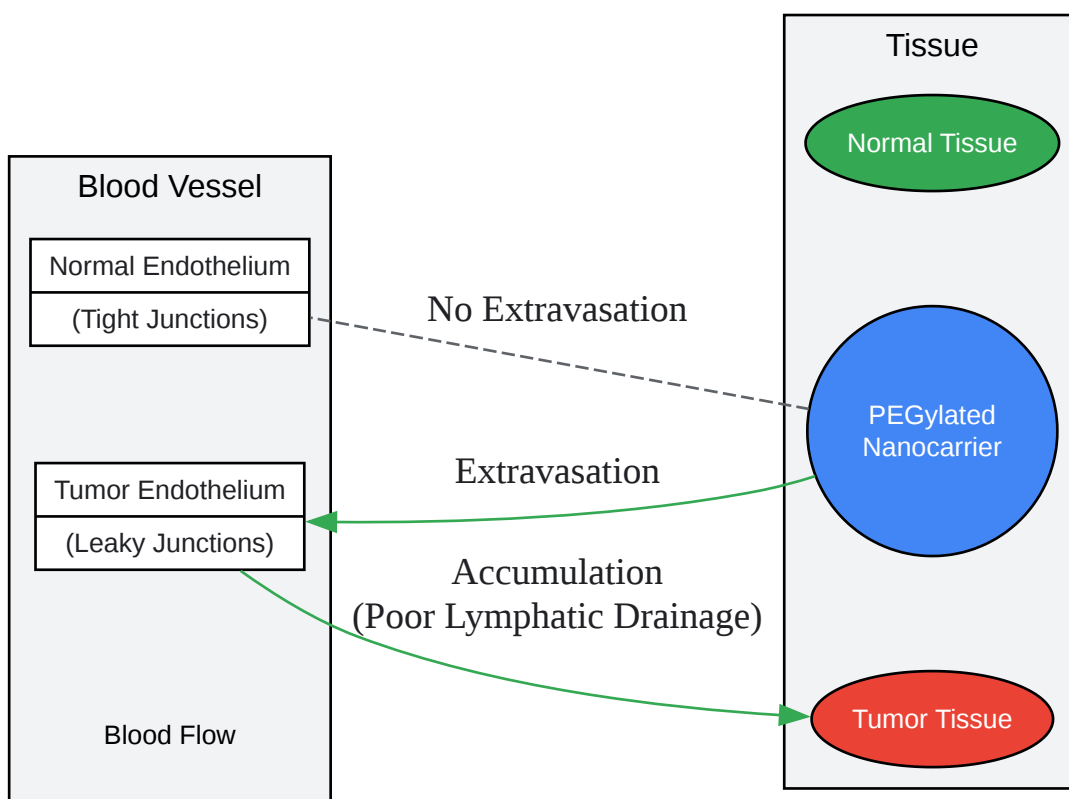 Blood Vessel
Normal Endothelium
(Tight Junctions)
Tumor Endothelium
(Leaky Junctions)
Blood Flow
No Extravasation
Extravasation
Accumulation
(Poor Lymphatic Drainage)
Tissue
Normal Tissue
PEGylated
Nanocarrier
Tumor Tissue